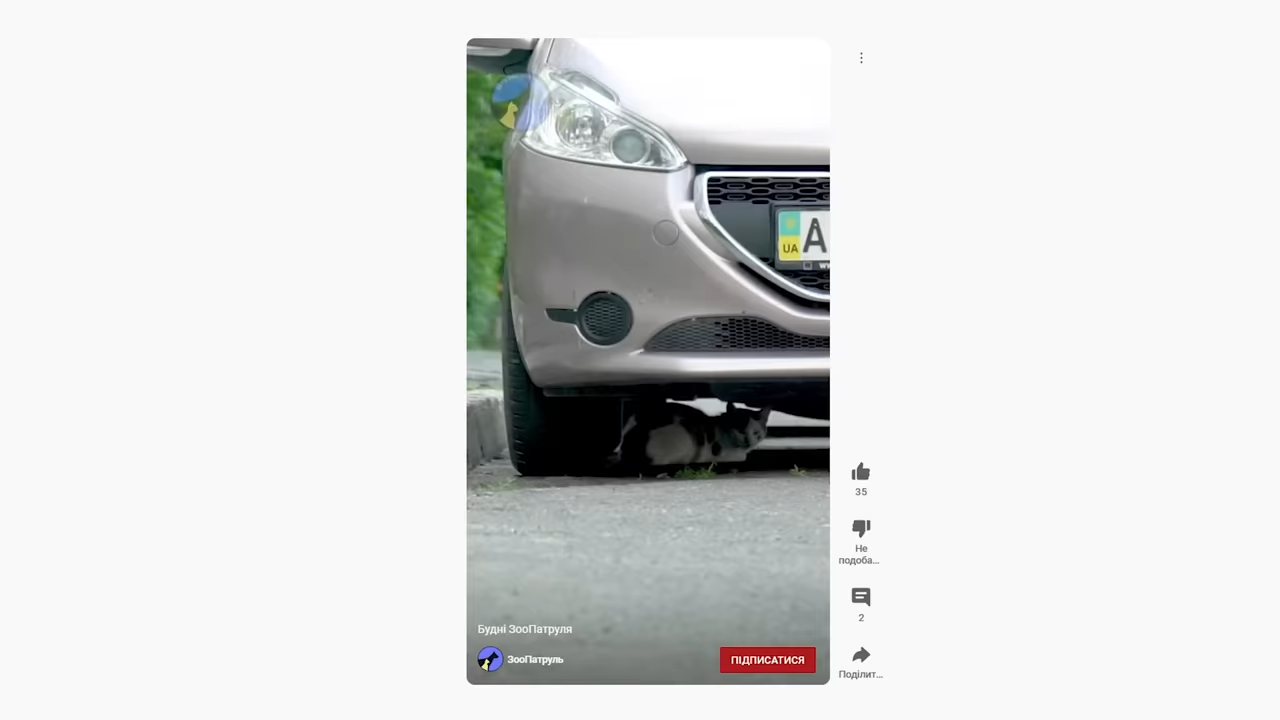 UA
A
35
Не
подоба...
2
Поділит...
Будні ЗооПатруля
ЗооПатруль
ПІДПИСАТИСЯ